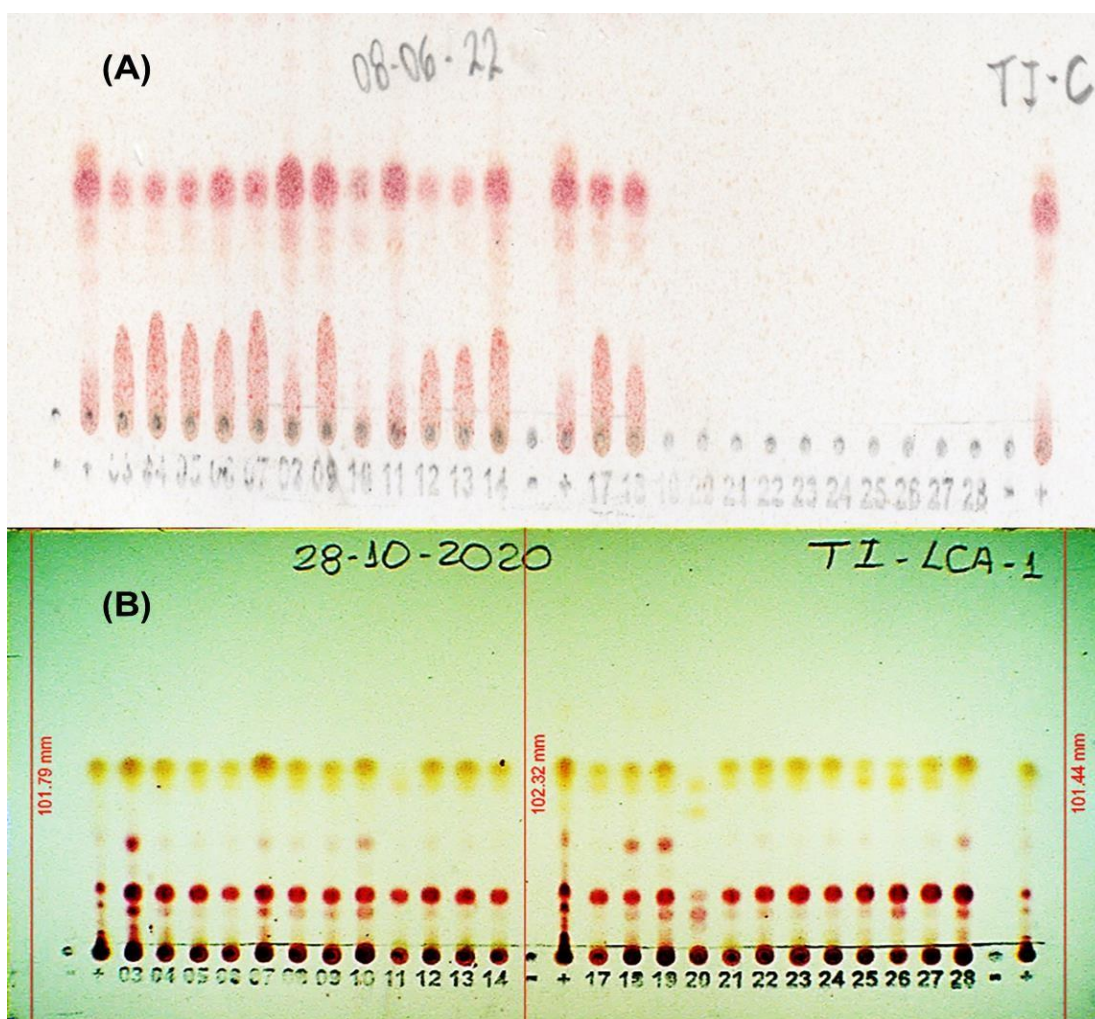 (A)
08-06-22
TI-C
- + 03 04 05 06 07 08 09 10 11 12 13 14 - + 17 18 19 20 21 22 23 24 25 26 27 28 - +
28-10-2020
TI-LCA-1
(B)
101.79 mm
102.32 mm
101.44 mm
- + 03 04 05 06 07 08 09 10 11 12 13 14 - + 17 18 19 20 21 22 23 24 25 26 27 28 - +